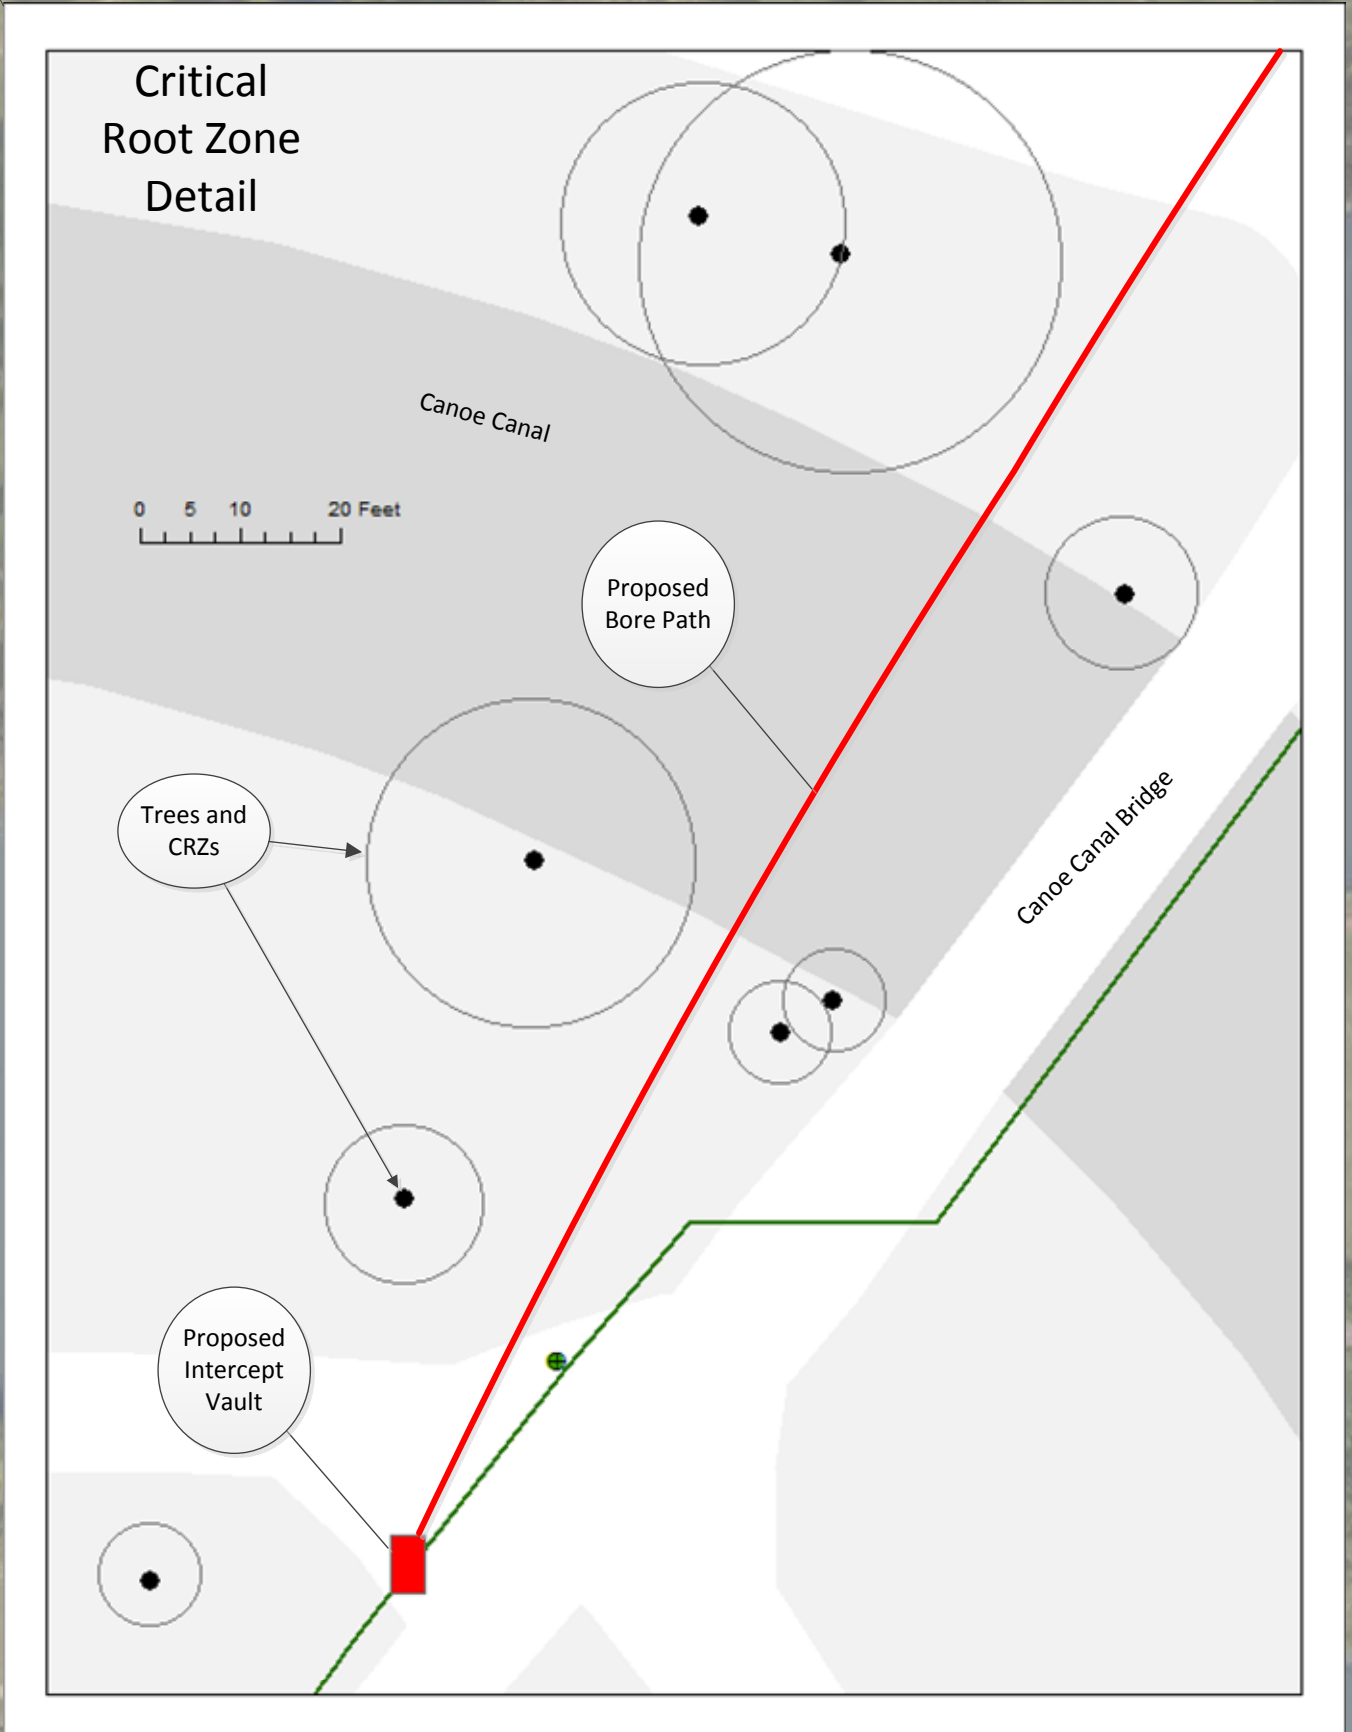 Critical
Root Zone
Detail
Canoe Canal
0 5 10 20 Feet
Proposed
Bore Path
Trees and
CRZs
Canoe Canal Bridge
Proposed
Intercept
Vault